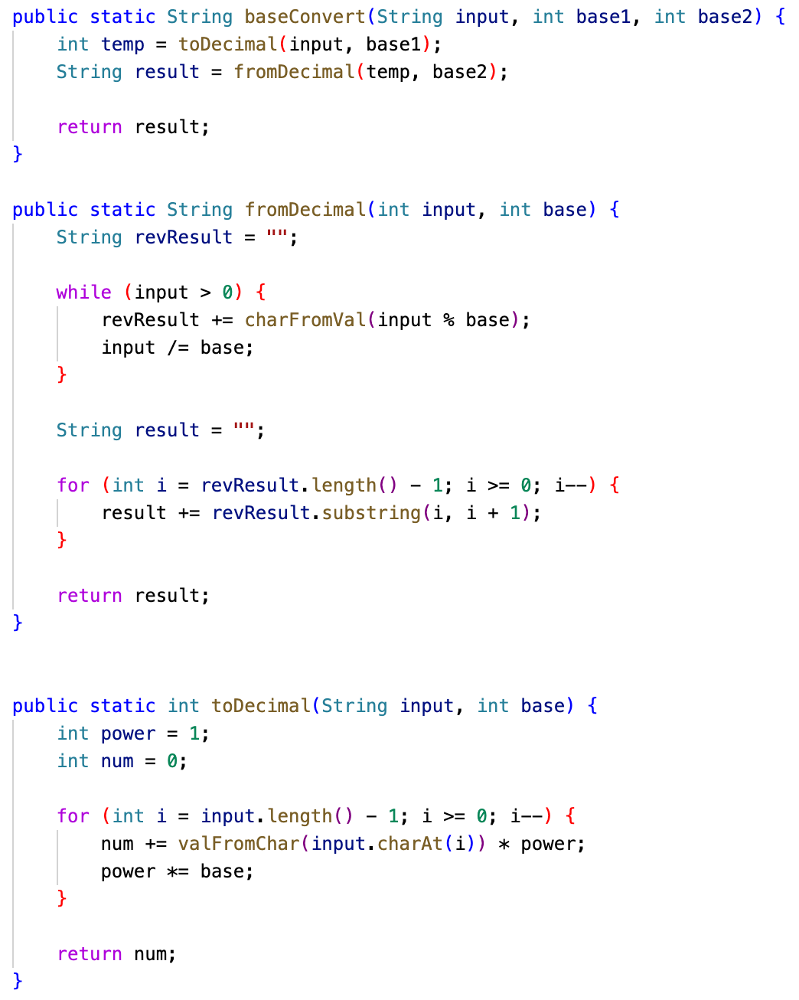 public static String baseConvert(String input, int base1, int base2) {
    int temp = toDecimal(input, base1);
    String result = fromDecimal(temp, base2);

    return result;
}

public static String fromDecimal(int input, int base) {
    String revResult = "";

    while (input > 0) {
        revResult += charFromVal(input % base);
        input /= base;
    }

    String result = "";

    for (int i = revResult.length() - 1; i >= 0; i--) {
        result += revResult.substring(i, i + 1);
    }

    return result;
}


public static int toDecimal(String input, int base) {
    int power = 1;
    int num = 0;

    for (int i = input.length() - 1; i >= 0; i--) {
        num += valFromChar(input.charAt(i)) * power;
        power *= base;
    }

    return num;
}